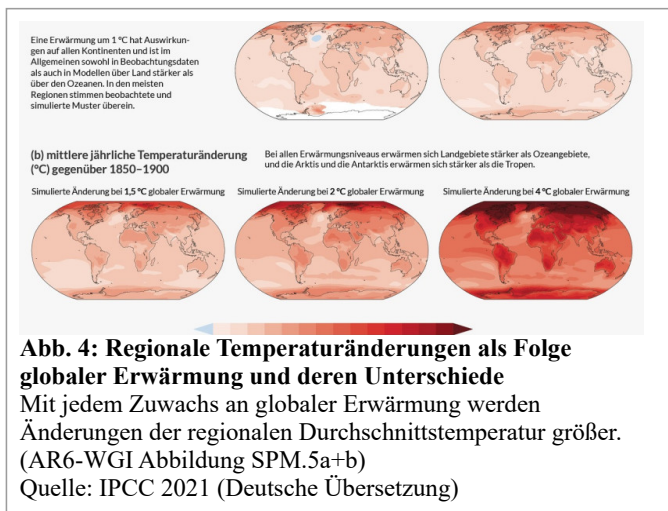 Eine Erwärmung um 1 °C hat Auswirkun-
gen auf allen Kontinenten und ist im
Allgemeinen sowohl in Beobachtungsdaten
als auch in Modellen über Land stärker als
über den Ozeanen. In den meisten
Regionen stimmen beobachtete und
simulierte Muster überein.
(b) mittlere jährliche Temperaturänderung
(°C) gegenüber 1850–1900
Bei allen Erwärmungsniveaus erwärmen sich Landgebiete stärker als Ozeangebiete,
und die Arktis und die Antarktis erwärmen sich stärker als die Tropen.
Simulierte Änderung bei 1,5 °C globaler Erwärmung
Simulierte Änderung bei 2 °C globaler Erwärmung
Simulierte Änderung bei 4 °C globaler Erwärmung
Abb. 4: Regionale Temperaturänderungen als Folge
globaler Erwärmung und deren Unterschiede
Mit jedem Zuwachs an globaler Erwärmung werden
Änderungen der regionalen Durchschnittstemperatur größer.
(AR6-WGI Abbildung SPM.5a+b)
Quelle: IPCC 2021 (Deutsche Übersetzung)